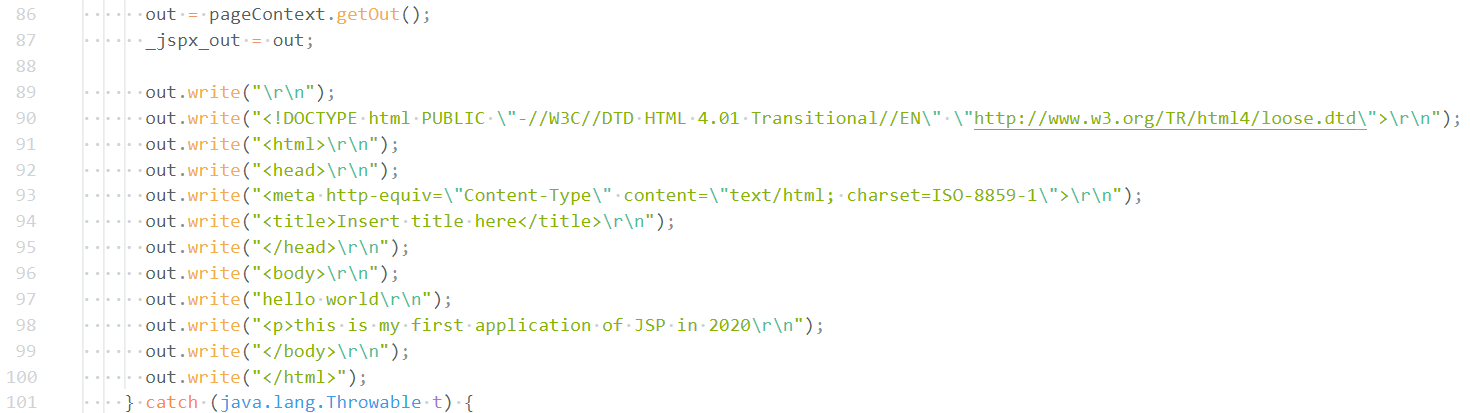 86 out = pageContext.getOut();
87 _jspx_out = out;
88
89 out.write("\r\n");
90 out.write("<!DOCTYPE html PUBLIC \"-//W3C//DTD HTML 4.01 Transitional//EN\" \"http://www.w3.org/TR/html4/loose.dtd\">\r\n");
91 out.write("<html>\r\n");
92 out.write("<head>\r\n");
93 out.write("<meta http-equiv=\"Content-Type\" content=\"text/html; charset=ISO-8859-1\">\r\n");
94 out.write("<title>Insert title here</title>\r\n");
95 out.write("</head>\r\n");
96 out.write("<body>\r\n");
97 out.write("hello world\r\n");
98 out.write("<p>this is my first application of JSP in 2020\r\n");
99 out.write("</body>\r\n");
100 out.write("</html>");
101 } catch (java.lang.Throwable t) {